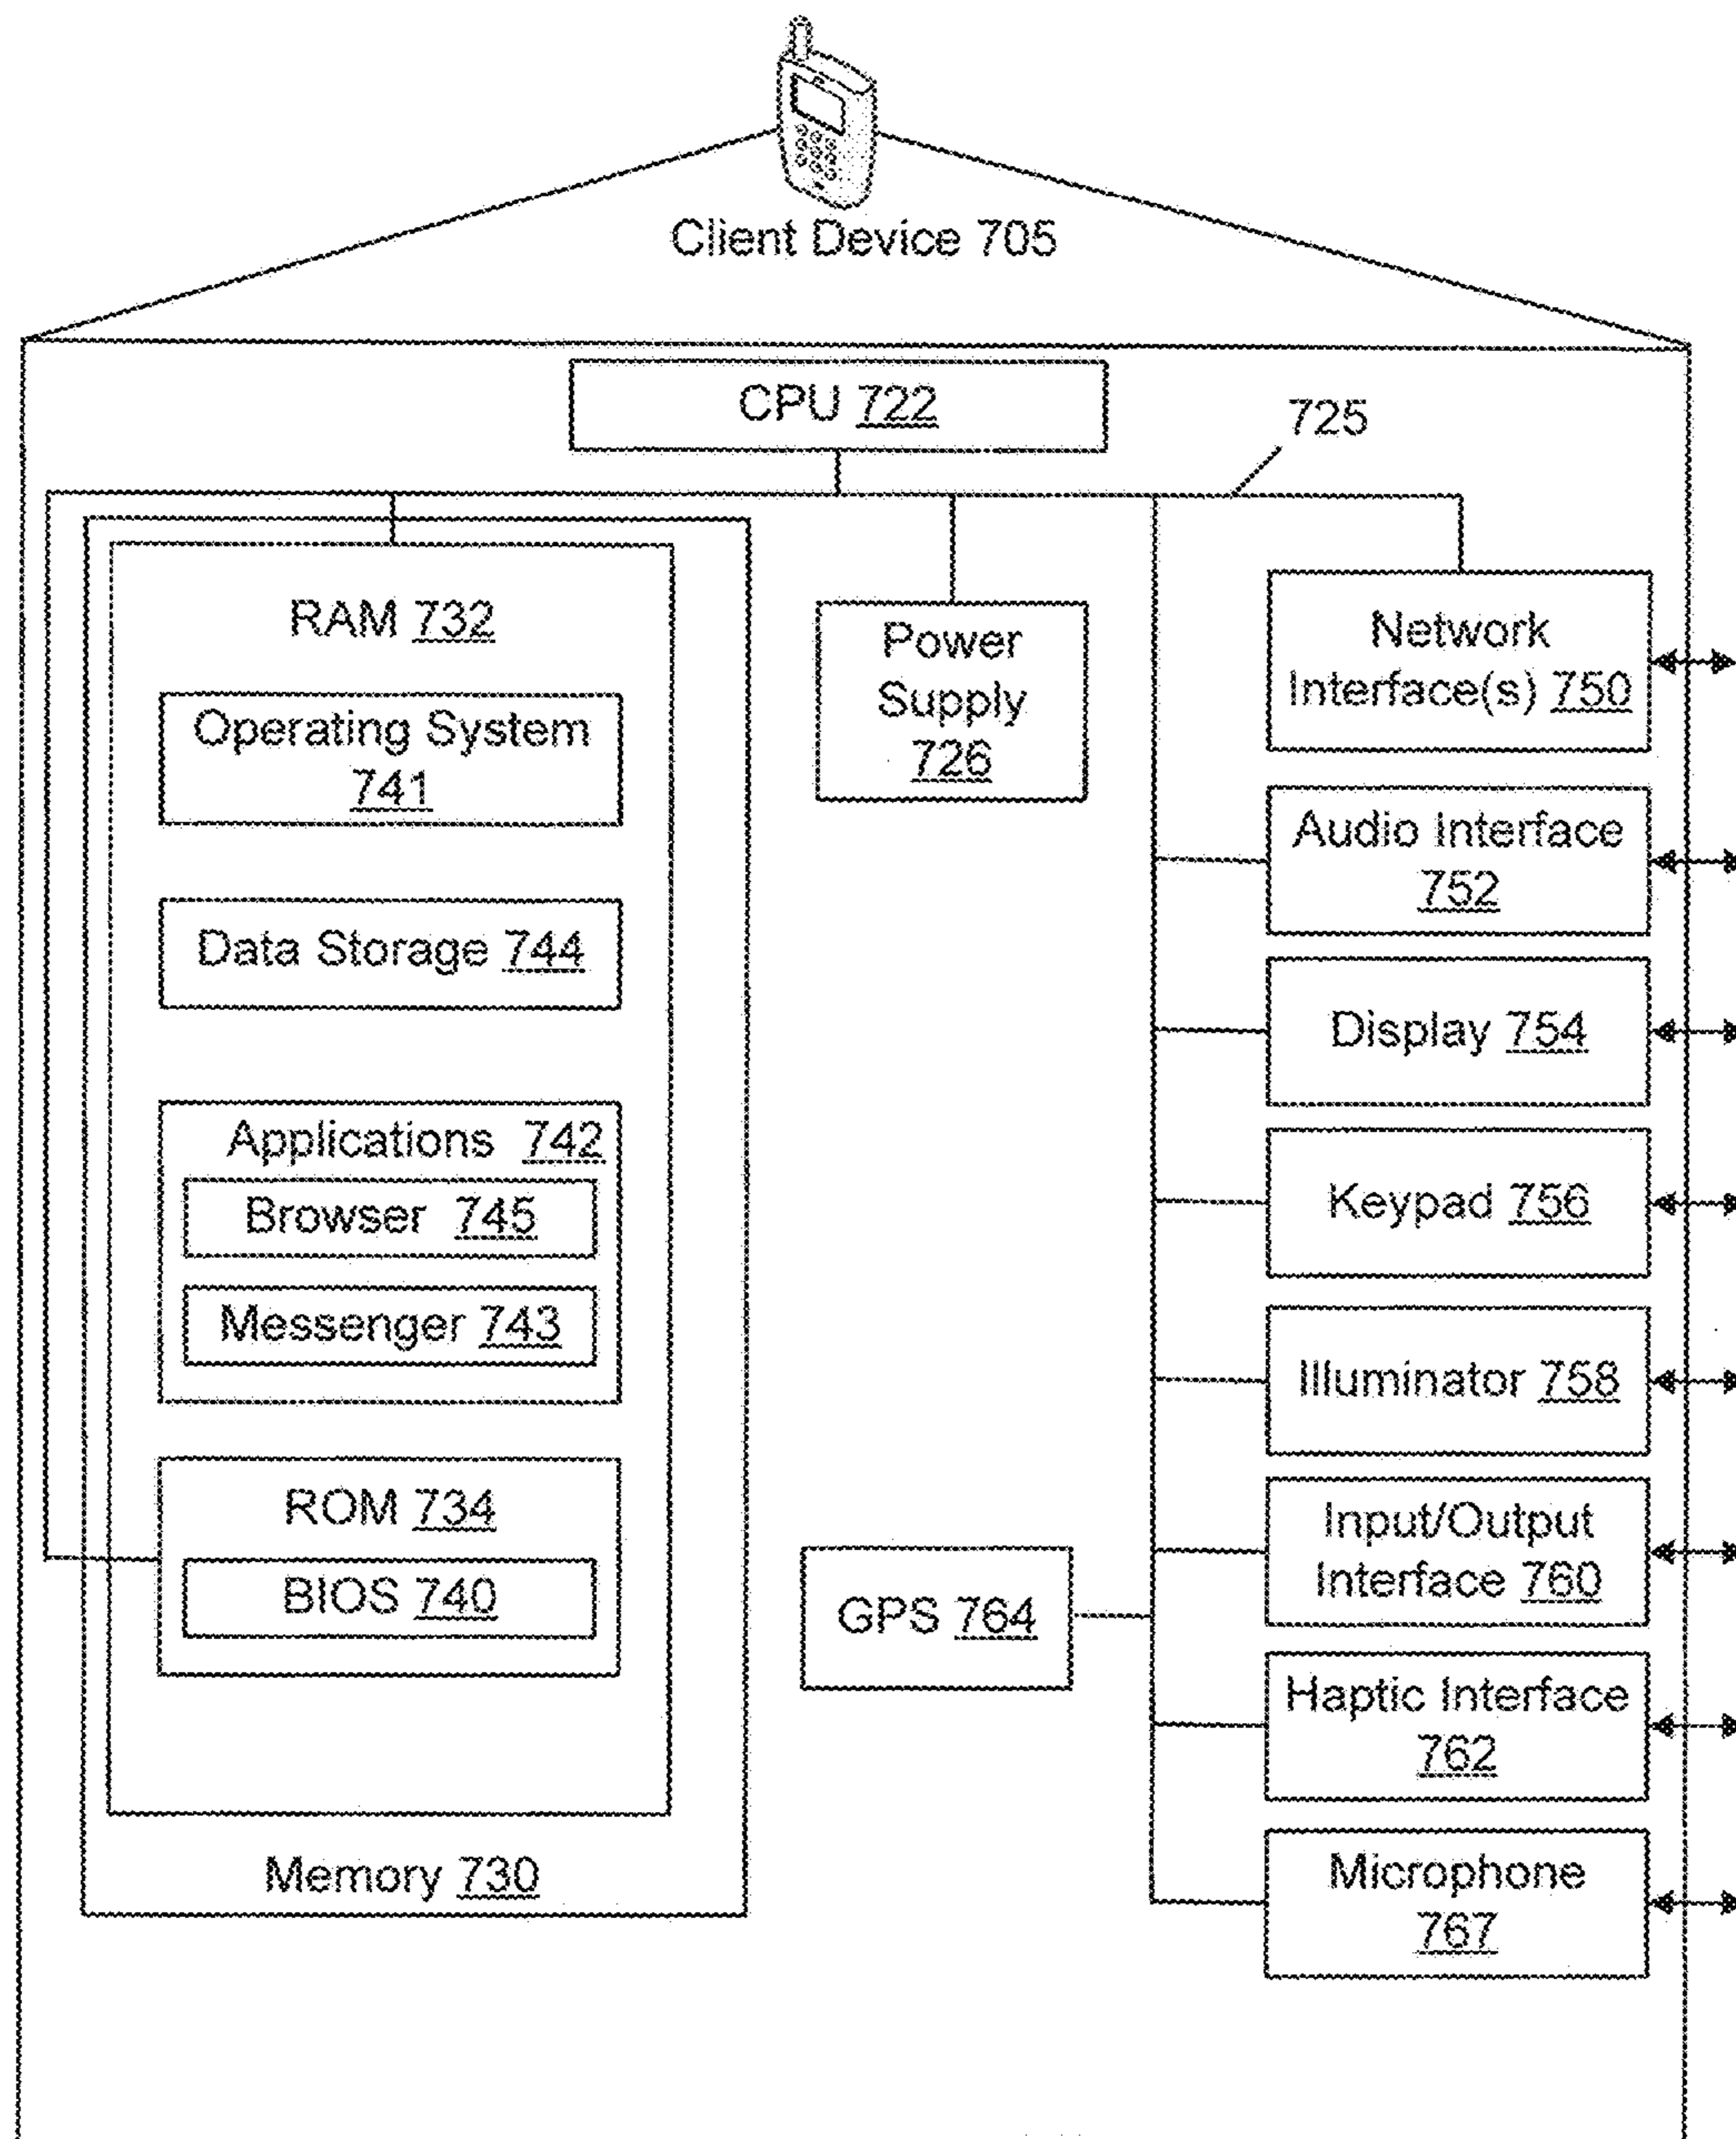 Client Device 705
CPU 722
725
RAM 732
Operating System
741
Data Storage 744
Applications 742
Browser 745
Messenger 743
ROM 734
BIOS 740
Memory 730
Power
Supply
726
GPS 764
Network
Interface(s) 750
Audio Interface
752
Display 754
Keypad 756
Illuminator 758
Input/Output
Interface 760
Haptic Interface
762
Microphone
767